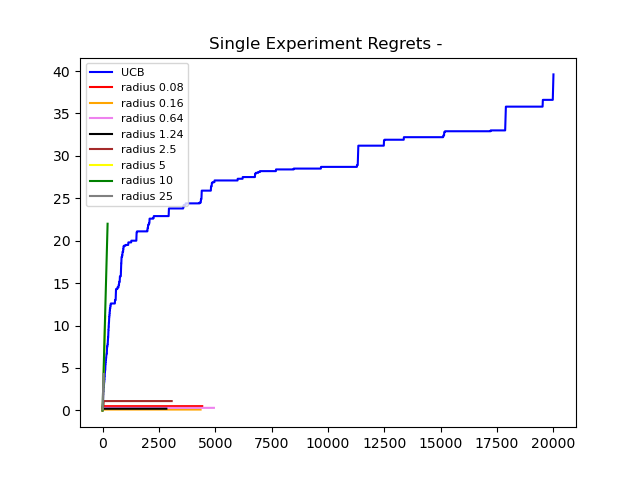 Single Experiment Regrets -
UCB
radius 0.08
radius 0.16
radius 0.64
radius 1.24
radius 2.5
radius 5
radius 10
radius 25
40
35
30
25
20
15
10
5
0
0 2500 5000 7500 10000 12500 15000 17500 20000